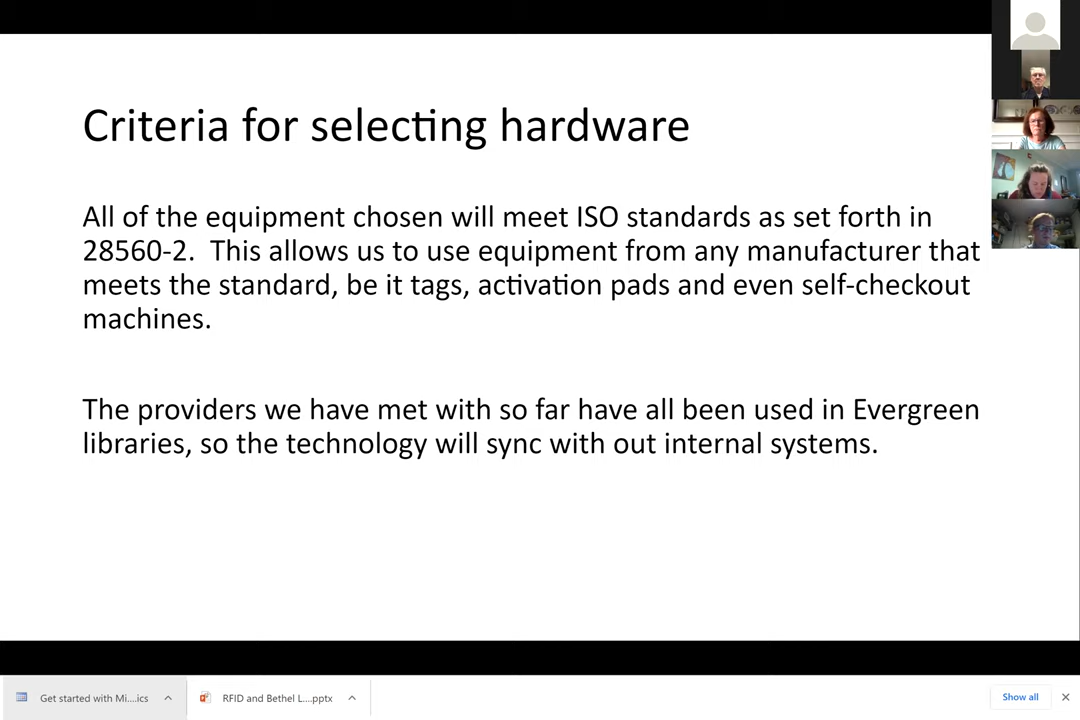 Criteria for selecting hardware
All of the equipment chosen will meet ISO standards as set forth in
28560-2.  This allows us to use equipment from any manufacturer that
meets the standard, be it tags, activation pads and even self-checkout
machines.
The providers we have met with so far have all been used in Evergreen
libraries, so the technology will sync with out internal systems.
Get started with Mi....ics
RFID and Bethel L....pptx
Show all